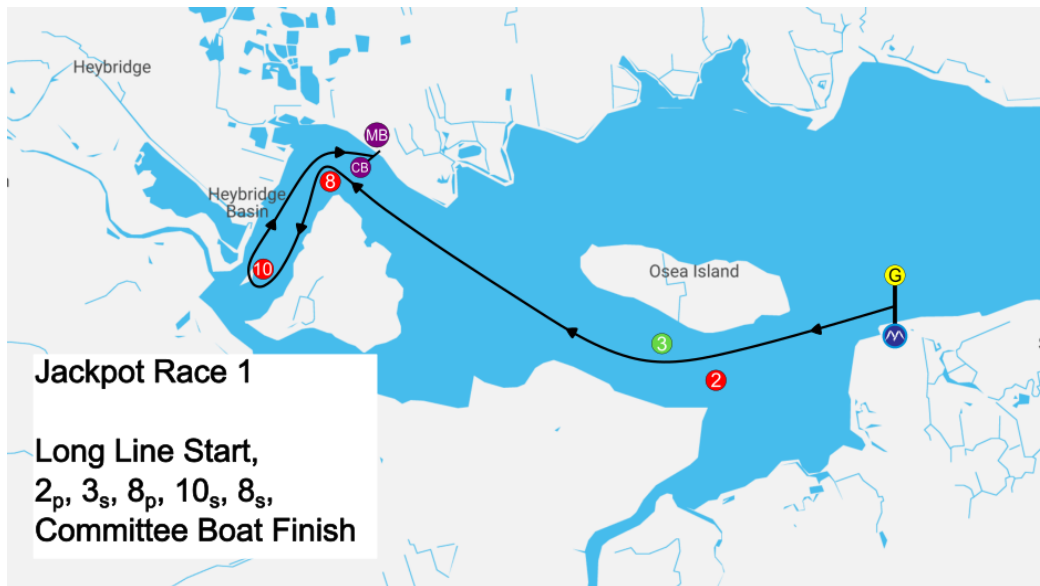 Heybridge
MB
CB
8
Heybridge
Basin
10
Osea Island
G
3
2
Jackpot Race 1
Long Line Start,
2p, 3s, 8p, 10s, 8s,
Committee Boat Finish